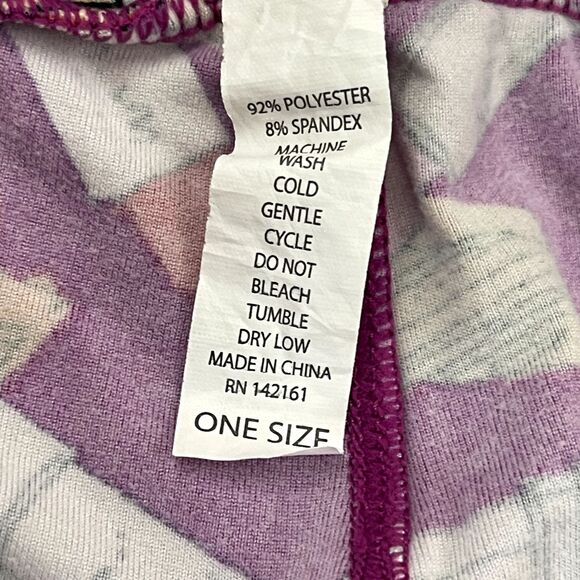 92% POLYESTER
8% SPANDEX
MACHINE
WASH
COLD
GENTLE
CYCLE
DO NOT
BLEACH
TUMBLE
DRY LOW
MADE IN CHINA
RN 142161
ONE SIZE